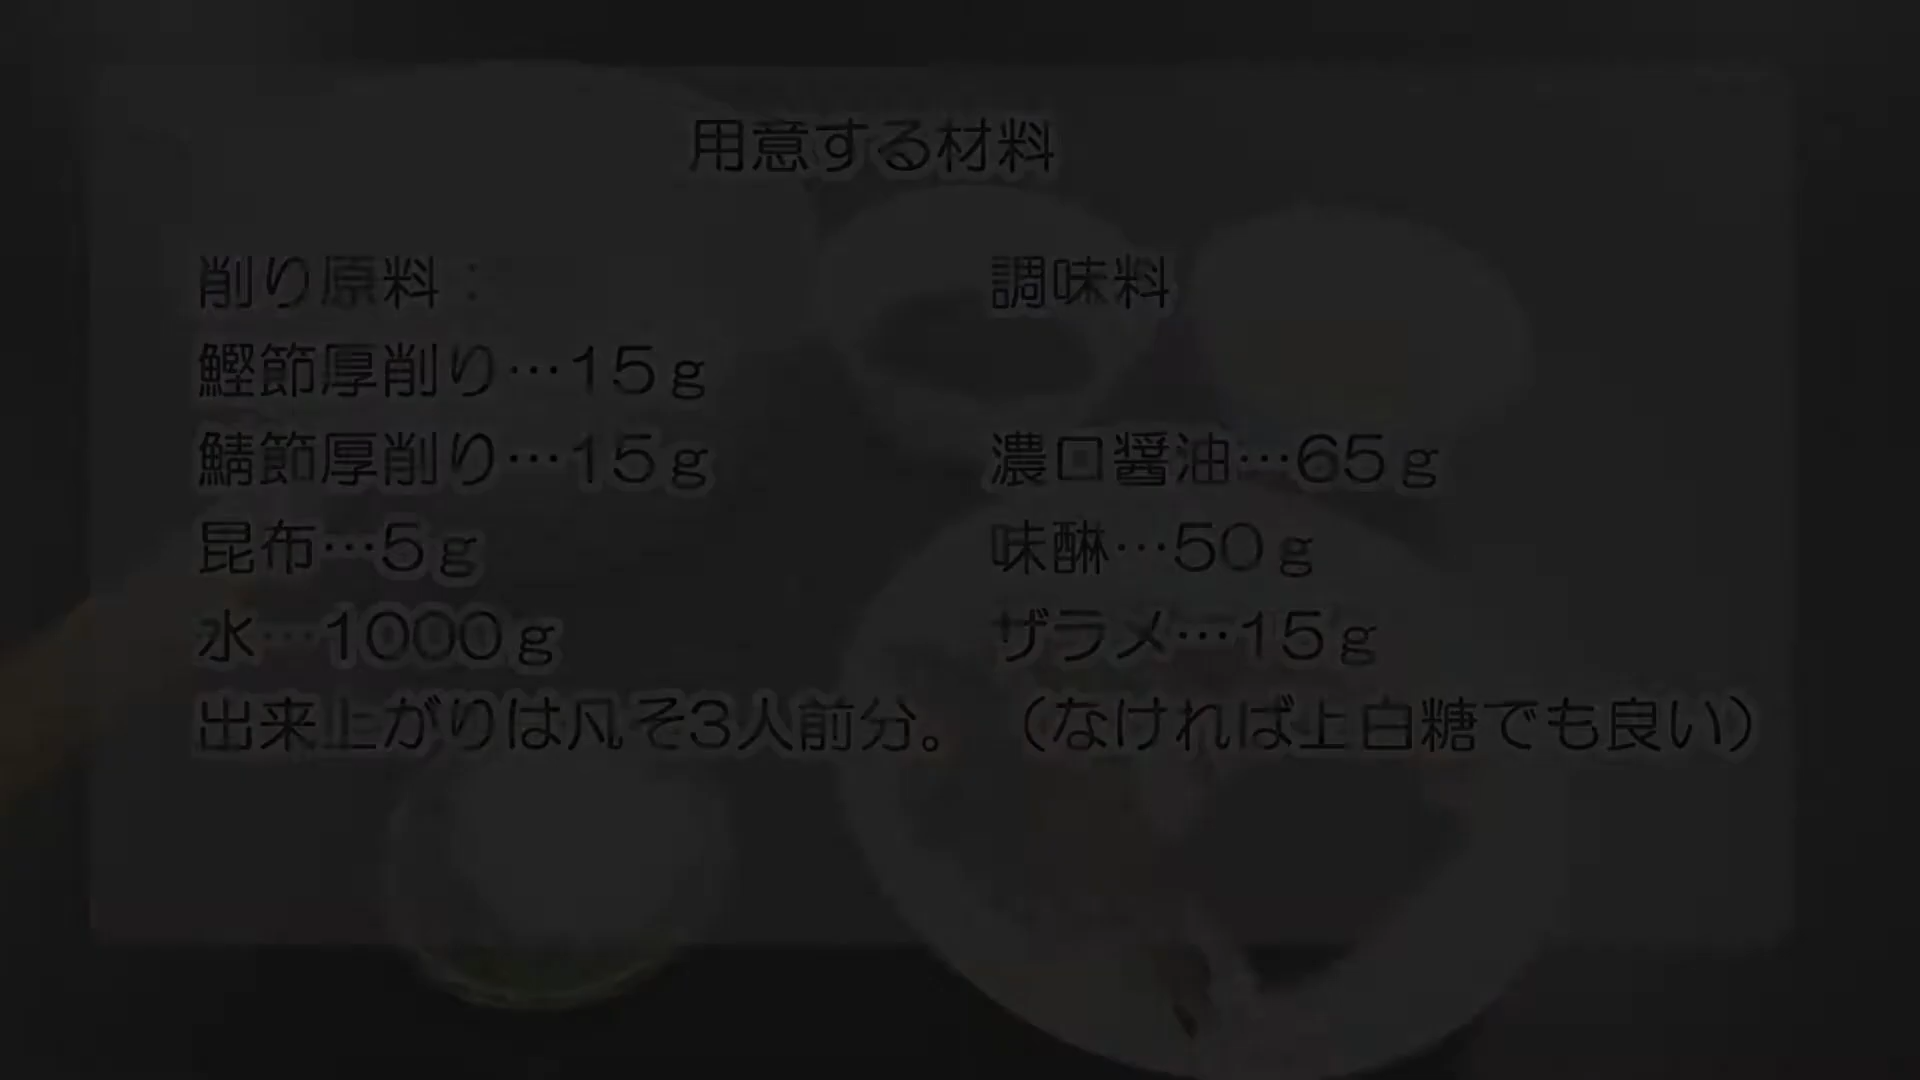 用意する材料
削り原料：
鰹節厚削り…15ｇ
鯖節厚削り…15ｇ
昆布…5ｇ
水…1000ｇ
出来上がりは凡そ3人前分。
調味料
濃口醤油…65ｇ
味醂…50ｇ
ザラメ…15ｇ
（なければ上白糖でも良い）